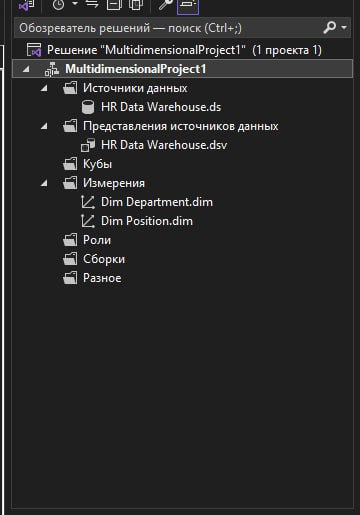 Обозреватель решений — поиск (Ctrl+;)
Решение "MultidimensionalProject1" (1 проекта 1)
MultidimensionalProject1
Источники данных
HR Data Warehouse.ds
Представления источников данных
HR Data Warehouse.dsv
Кубы
Измерения
Dim Department.dim
Dim Position.dim
Роли
Сборки
Разное